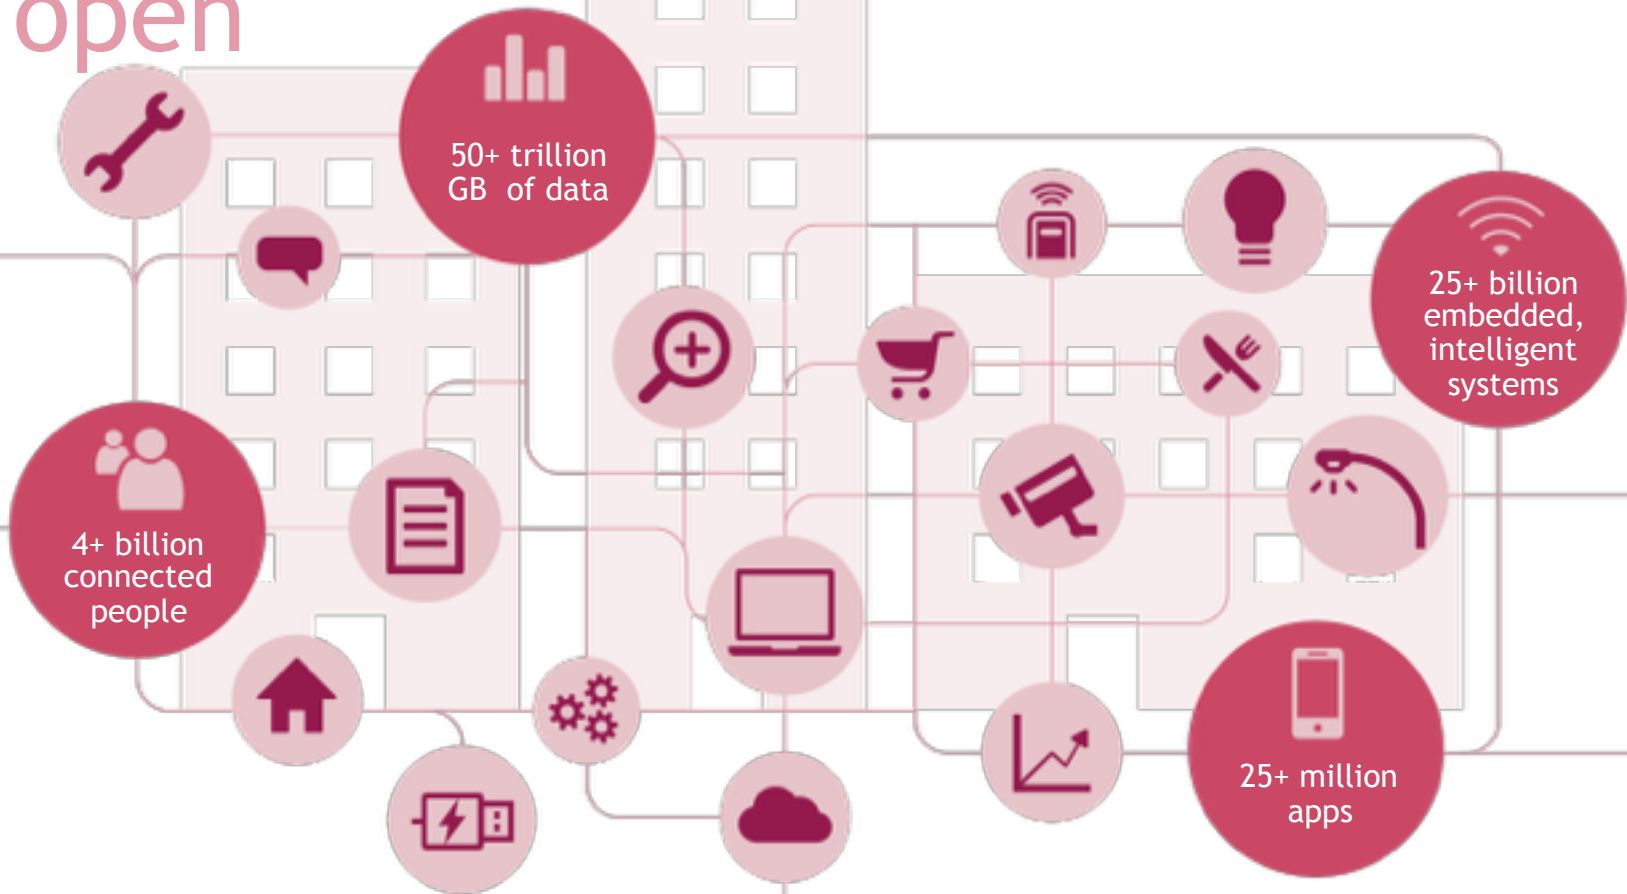 open
50+ trillion
GB of data
25+ billion
embedded,
intelligent
systems
4+ billion
connected
people
25+ million
apps